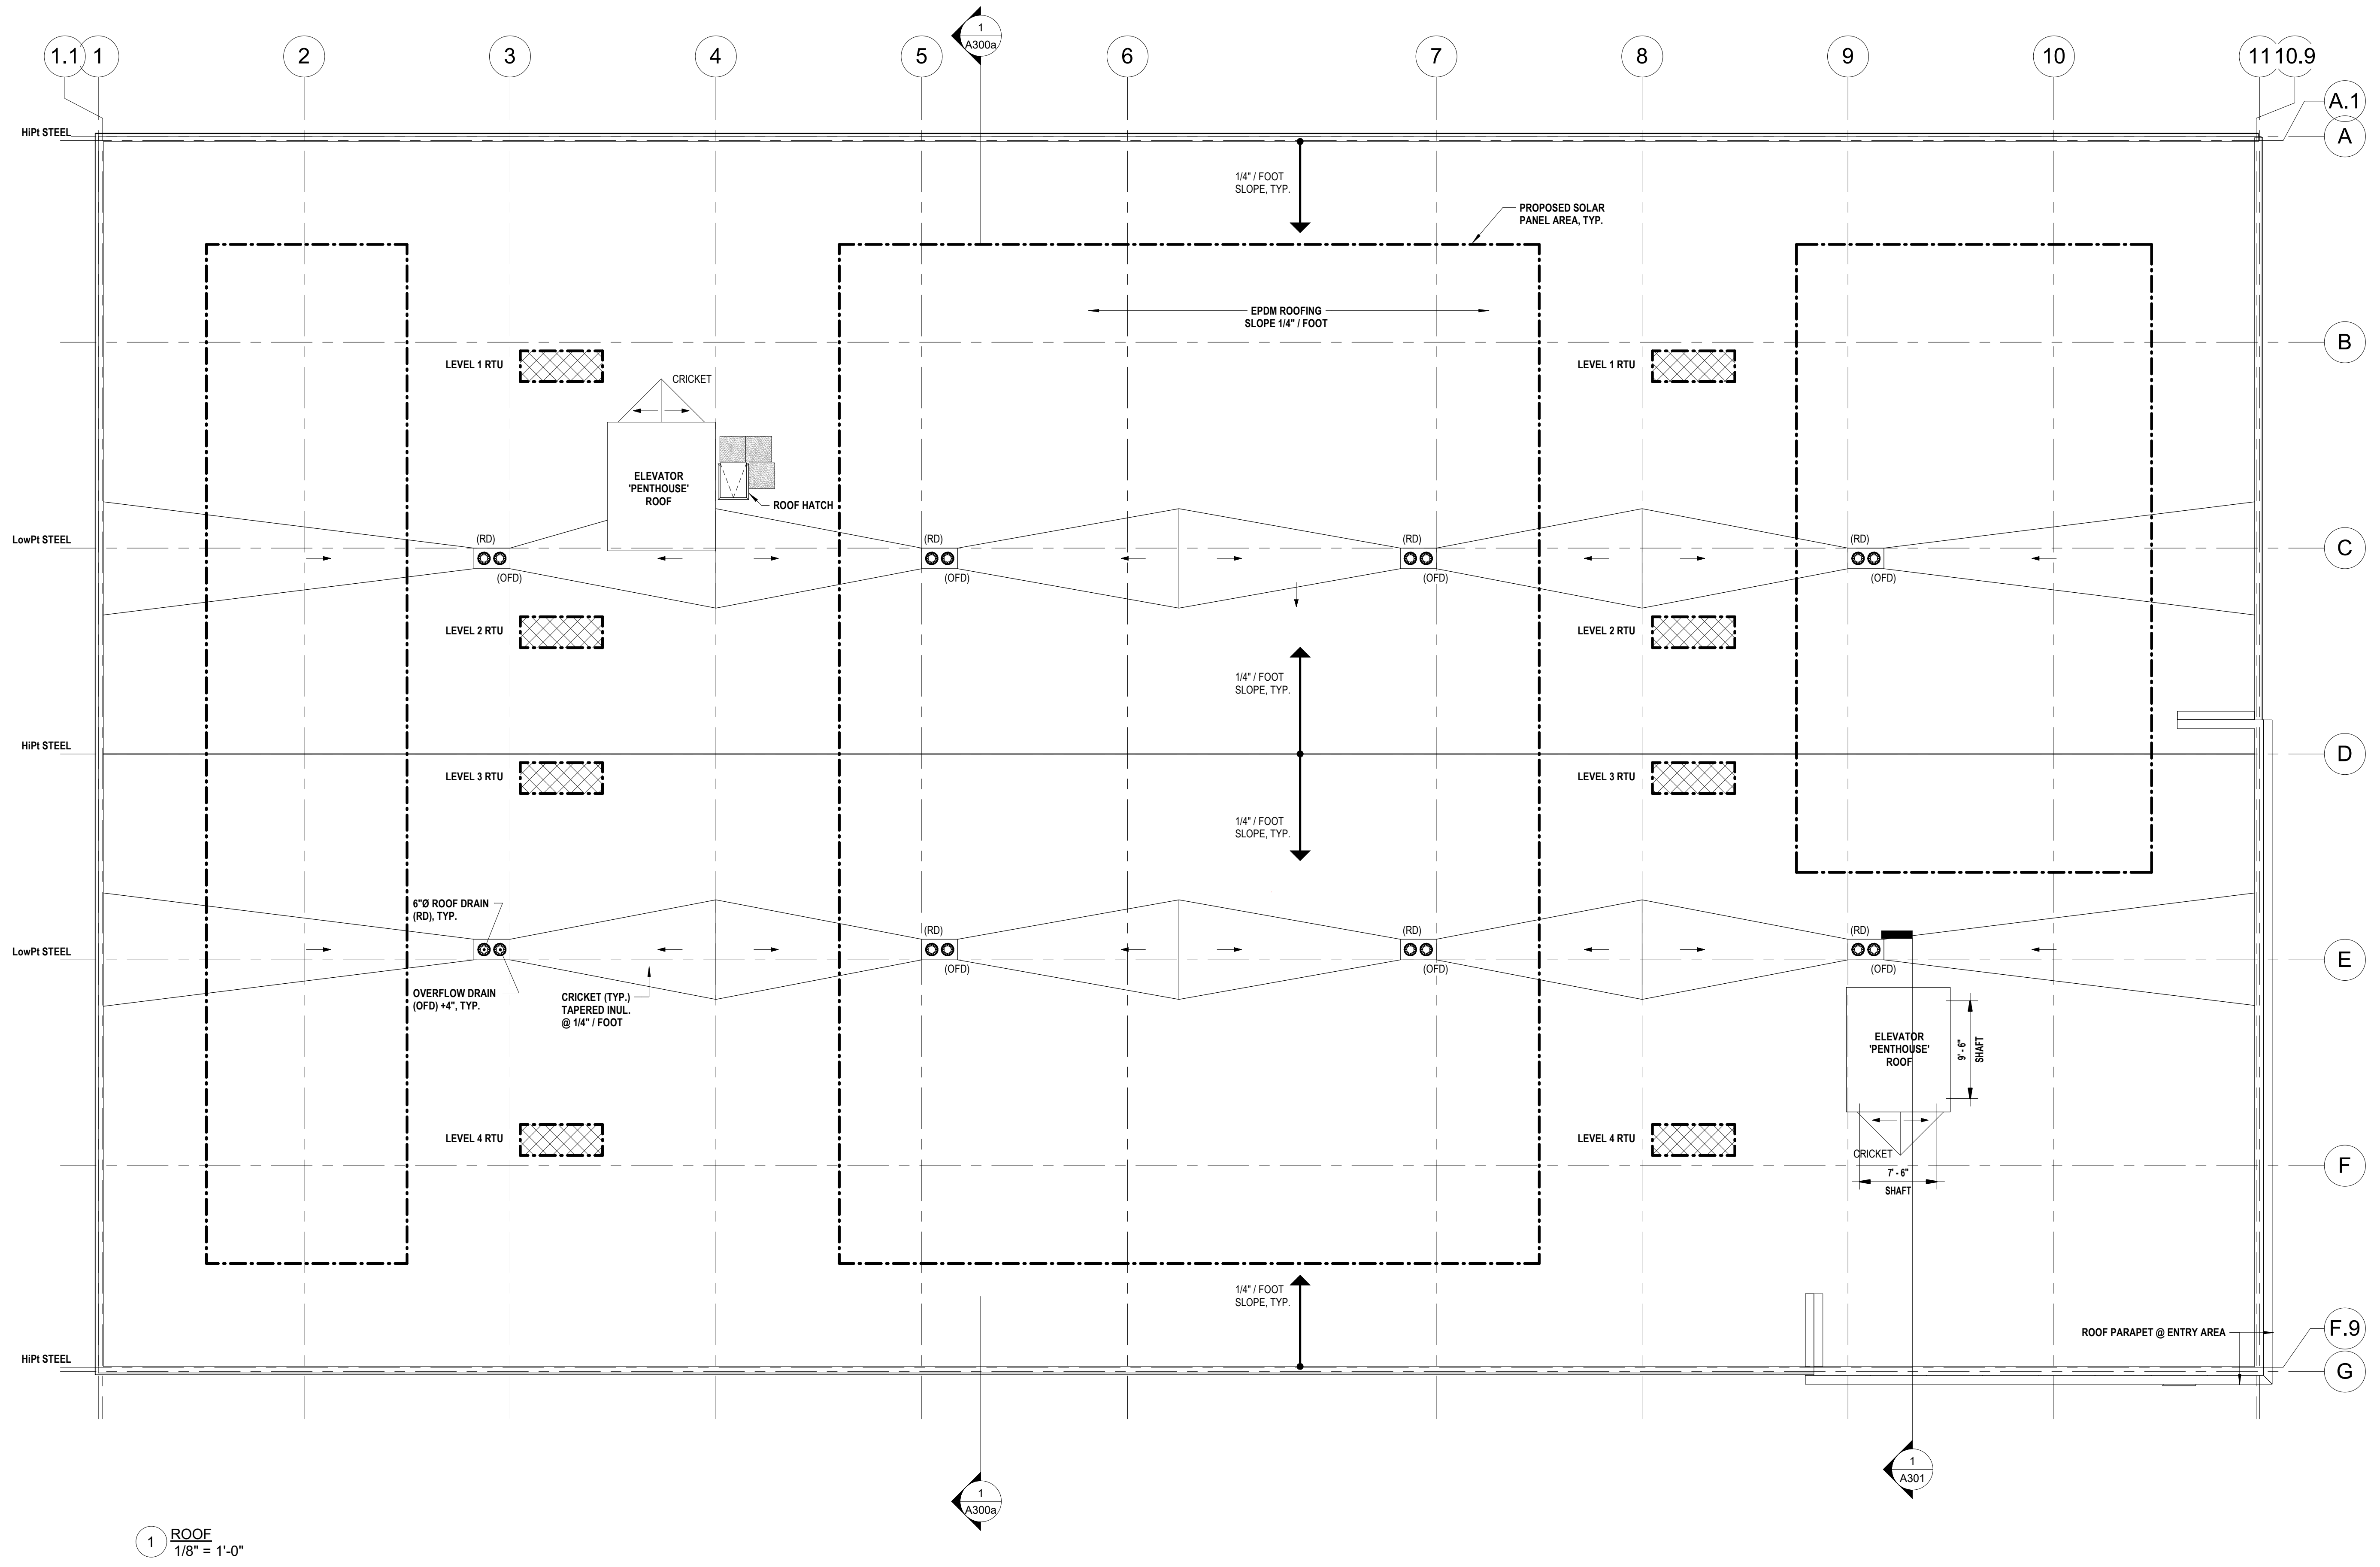 1
A300a
1.1
1
2
3
4
5
6
7
8
9
10
11
10.9
A.1
HiPt STEEL
A
1/4" / FOOT
SLOPE, TYP.
PROPOSED SOLAR
PANEL AREA, TYP.
EPDM ROOFING
SLOPE 1/4" / FOOT
B
LEVEL 1 RTU
LEVEL 1 RTU
CRICKET
ELEVATOR
'PENTHOUSE'
ROOF
ROOF HATCH
LowPt STEEL
(RD)
(RD)
(RD)
(RD)
C
(OFD)
(OFD)
(OFD)
(OFD)
LEVEL 2 RTU
LEVEL 2 RTU
1/4" / FOOT
SLOPE, TYP.
HiPt STEEL
D
LEVEL 3 RTU
LEVEL 3 RTU
1/4" / FOOT
SLOPE, TYP.
6"Ø ROOF DRAIN
(RD), TYP.
(RD)
(RD)
(RD)
LowPt STEEL
E
(OFD)
(OFD)
(OFD)
OVERFLOW DRAIN
(OFD) +4", TYP.
CRICKET (TYP.)
TAPERED INUL.
@ 1/4" / FOOT
ELEVATOR
'PENTHOUSE'
ROOF
9' - 6"
SHAFT
LEVEL 4 RTU
LEVEL 4 RTU
CRICKET
F
7' - 6"
SHAFT
1/4" / FOOT
SLOPE, TYP.
ROOF PARAPET @ ENTRY AREA
F.9
HiPt STEEL
G
1
A301
1
A300a
1
ROOF
1/8" = 1'-0"